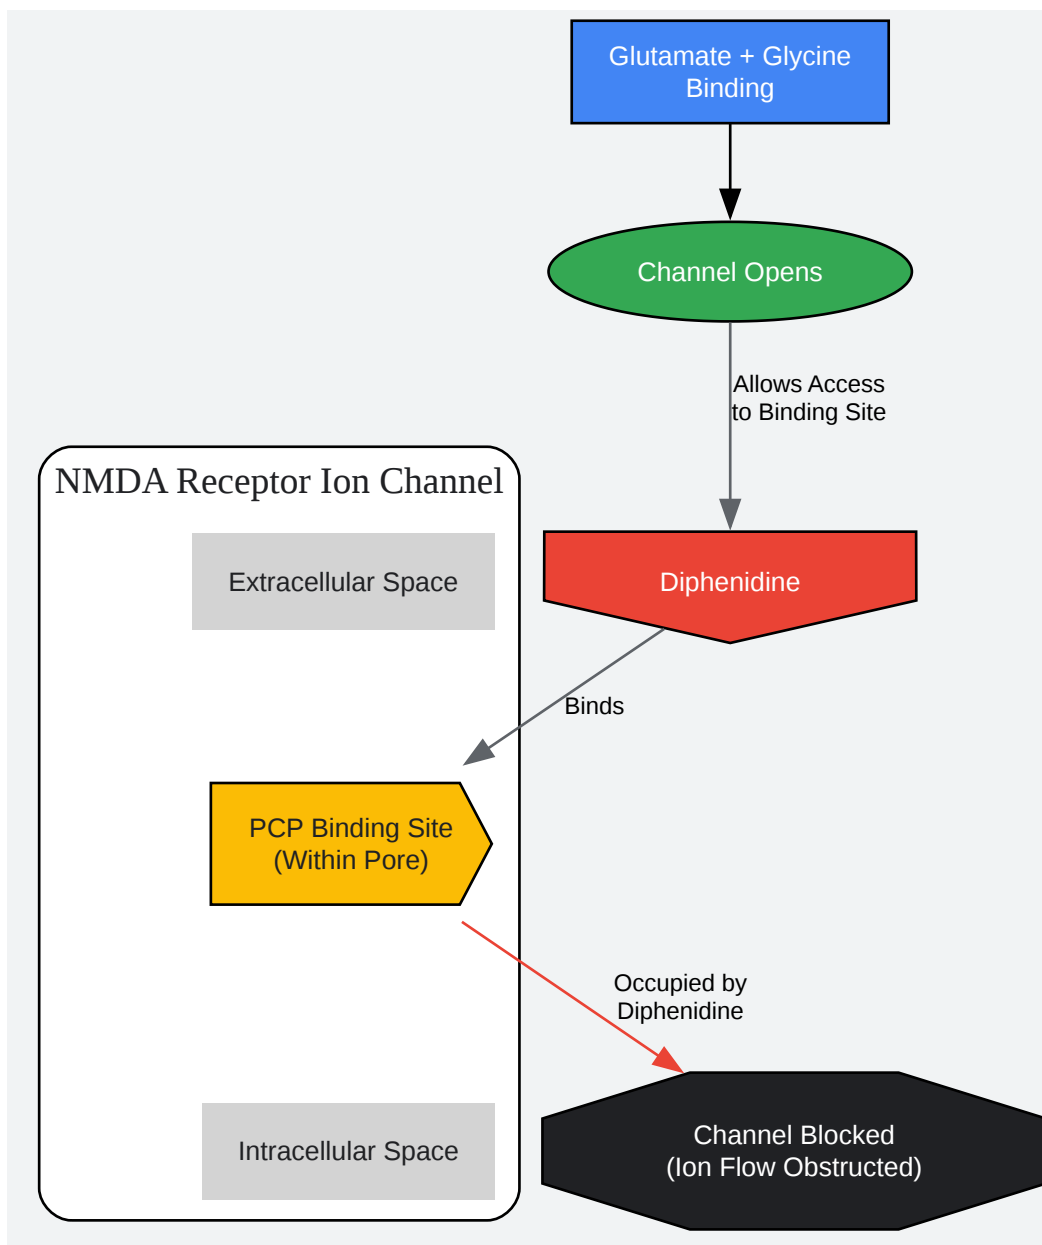 Glutamate + Glycine
Binding
Channel Opens
Allows Access
to Binding Site
NMDA Receptor Ion Channel
Extracellular Space
Diphenidine
Binds
PCP Binding Site
(Within Pore)
Occupied by
Diphenidine
Intracellular Space
Channel Blocked
(Ion Flow Obstructed)